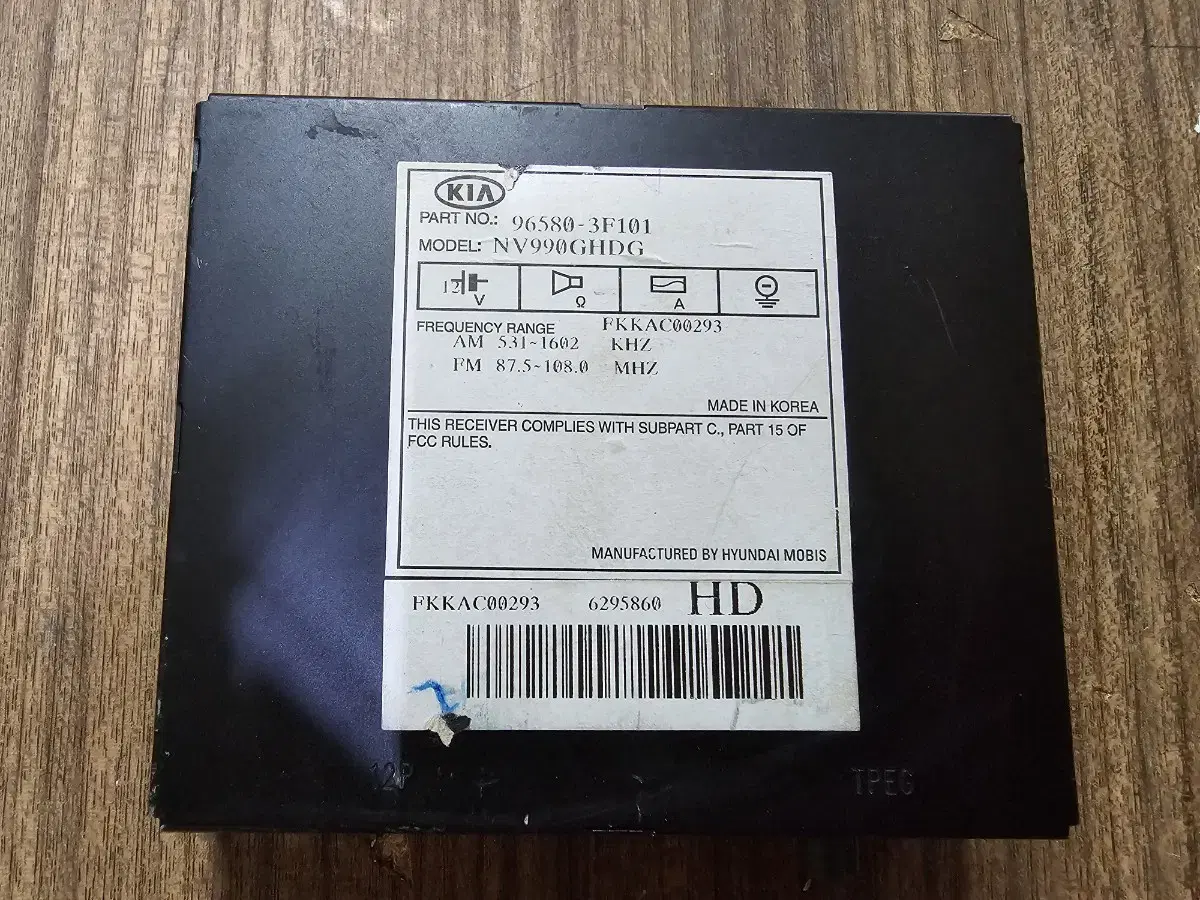 KIA
PART NO.: 96580-3F101
MODEL: NV990GHDG
12 V Ω A
FREQUENCY RANGE FKKAC00293
AM 531~1602 KHZ
FM 87.5~108.0 MHZ
MADE IN KOREA
THIS RECEIVER COMPLIES WITH SUBPART C., PART 15 OF
FCC RULES.
MANUFACTURED BY HYUNDAI MOBIS
FKKAC00293 6295860 HD
12P TPEG